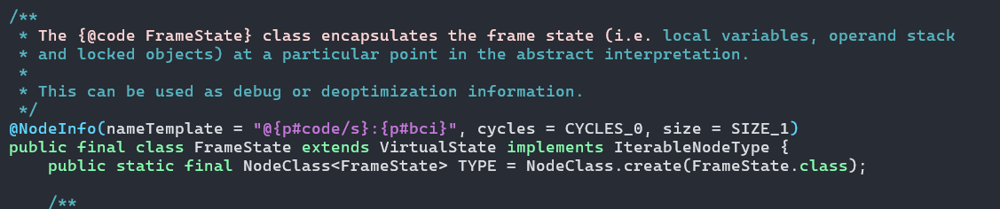 /**
 * The {@code FrameState} class encapsulates the frame state (i.e. local variables, operand stack
 * and locked objects) at a particular point in the abstract interpretation.
 *
 * This can be used as debug or deoptimization information.
 */
@NodeInfo(nameTemplate = "@{p#code/s}:{p#bci}", cycles = CYCLES_0, size = SIZE_1)
public final class FrameState extends VirtualState implements IterableNodeType {
    public static final NodeClass<FrameState> TYPE = NodeClass.create(FrameState.class);
    /**